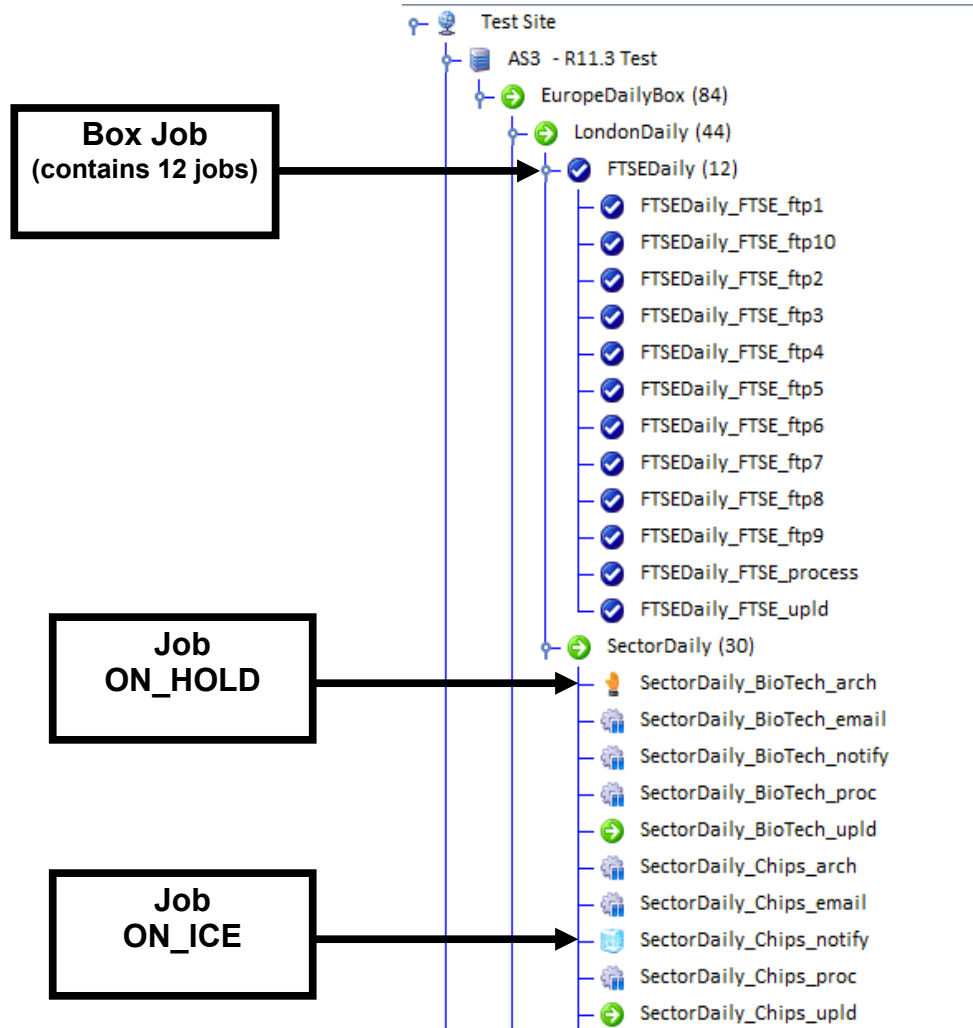 Test Site
AS3 - R11.3 Test
EuropeDailyBox (84)
LondonDaily (44)
Box Job
(contains 12 jobs)
FTSEDaily (12)
FTSEDaily_FTSE_ftp1
FTSEDaily_FTSE_ftp10
FTSEDaily_FTSE_ftp2
FTSEDaily_FTSE_ftp3
FTSEDaily_FTSE_ftp4
FTSEDaily_FTSE_ftp5
FTSEDaily_FTSE_ftp6
FTSEDaily_FTSE_ftp7
FTSEDaily_FTSE_ftp8
FTSEDaily_FTSE_ftp9
FTSEDaily_FTSE_process
FTSEDaily_FTSE_upld
SectorDaily (30)
Job
ON_HOLD
SectorDaily_BioTech_arch
SectorDaily_BioTech_email
SectorDaily_BioTech_notify
SectorDaily_BioTech_proc
SectorDaily_BioTech_upld
SectorDaily_Chips_arch
SectorDaily_Chips_email
Job
ON_ICE
SectorDaily_Chips_notify
SectorDaily_Chips_proc
SectorDaily_Chips_upld